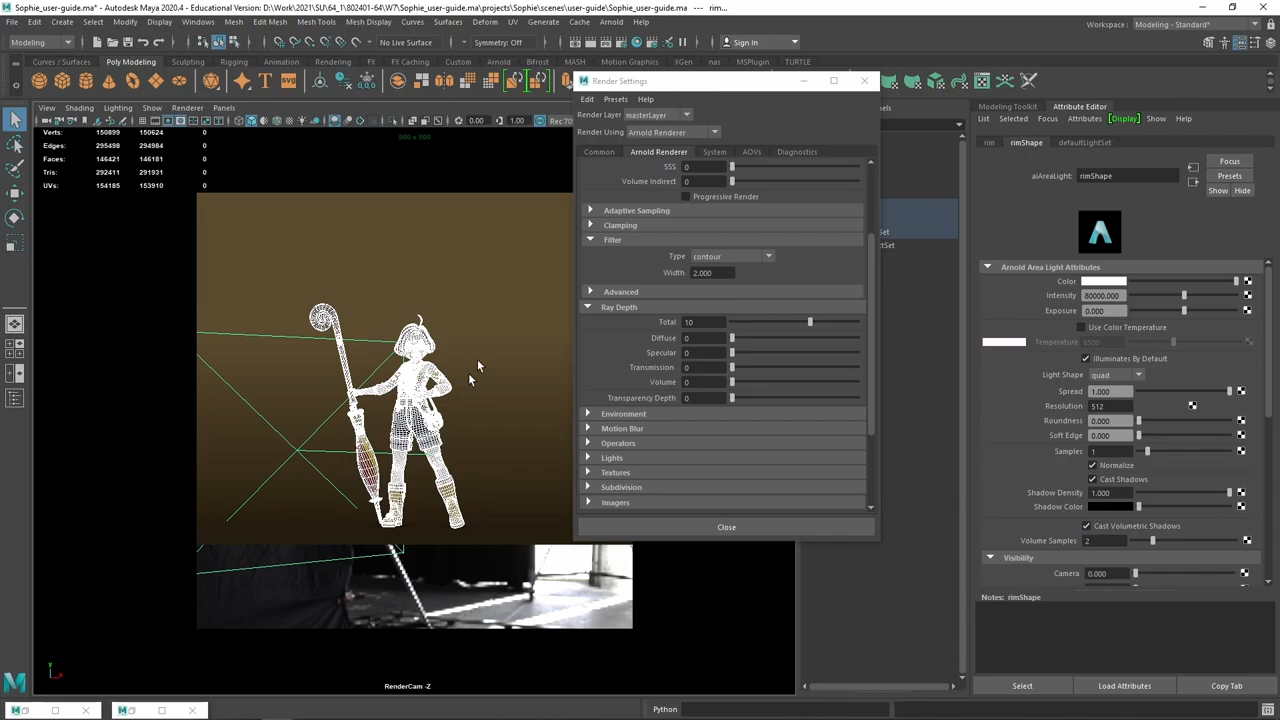 Sophie_user-guide.ma* - Autodesk Maya 2020.4 - Educational Version: D:\Work\2021\SU\64_1\802401-64\W7\Sophie_user-guide.ma\projects\Sophie\scenes\user-guide\Sophie_user-guide.ma --- rim...
File Edit Create Select Modify Display Windows Mesh Edit Mesh Mesh Tools Mesh Display Curves Surfaces Deform UV Generate Cache Arnold Help
Workspace : Modeling - Standard*
Modeling No Live Surface Symmetry: Off Sign In
Curves / Surfaces Poly Modeling Sculpting Rigging Animation Rendering FX FX Caching Custom Arnold Bifrost MASH Motion Graphics XGen nas MSPlugin TURTLE
View Shading Lighting Show Renderer Panels
0.00 1.00 Rec 70
Verts: 150899 150624 0
Edges: 295498 294984 0
Faces: 146421 146181 0
Tris: 292411 291931 0
UVs: 154185 153910 0
500 x 500
RenderCam -Z
Render Settings
Edit Presets Help
Render Layer masterLayer
Render Using Arnold Renderer
Common Arnold Renderer System AOVs Diagnostics
SSS 0
Volume Indirect 0
Progressive Render
Adaptive Sampling
Clamping
Filter
Type contour
Width 2.000
Advanced
Ray Depth
Total 10
Diffuse 0
Specular 0
Transmission 0
Volume 0
Transparency Depth 0
Environment
Motion Blur
Operators
Lights
Textures
Subdivision
Imagers
Close
Modeling Toolkit Attribute Editor
List Selected Focus Attributes [Display] Show Help
rim rimShape defaultLightSet
aiAreaLight: rimShape
Focus
Presets
Show Hide
Arnold Area Light Attributes
Color
Intensity 80000.000
Exposure 0.000
Use Color Temperature
Temperature 6500
Illuminates By Default
Light Shape quad
Spread 1.000
Resolution 512
Roundness 0.000
Soft Edge 0.000
Samples 1
Normalize
Cast Shadows
Shadow Density 1.000
Shadow Color
Cast Volumetric Shadows
Volume Samples 2
Visibility
Camera 0.000
Notes: rimShape
Select Load Attributes Copy Tab
Python